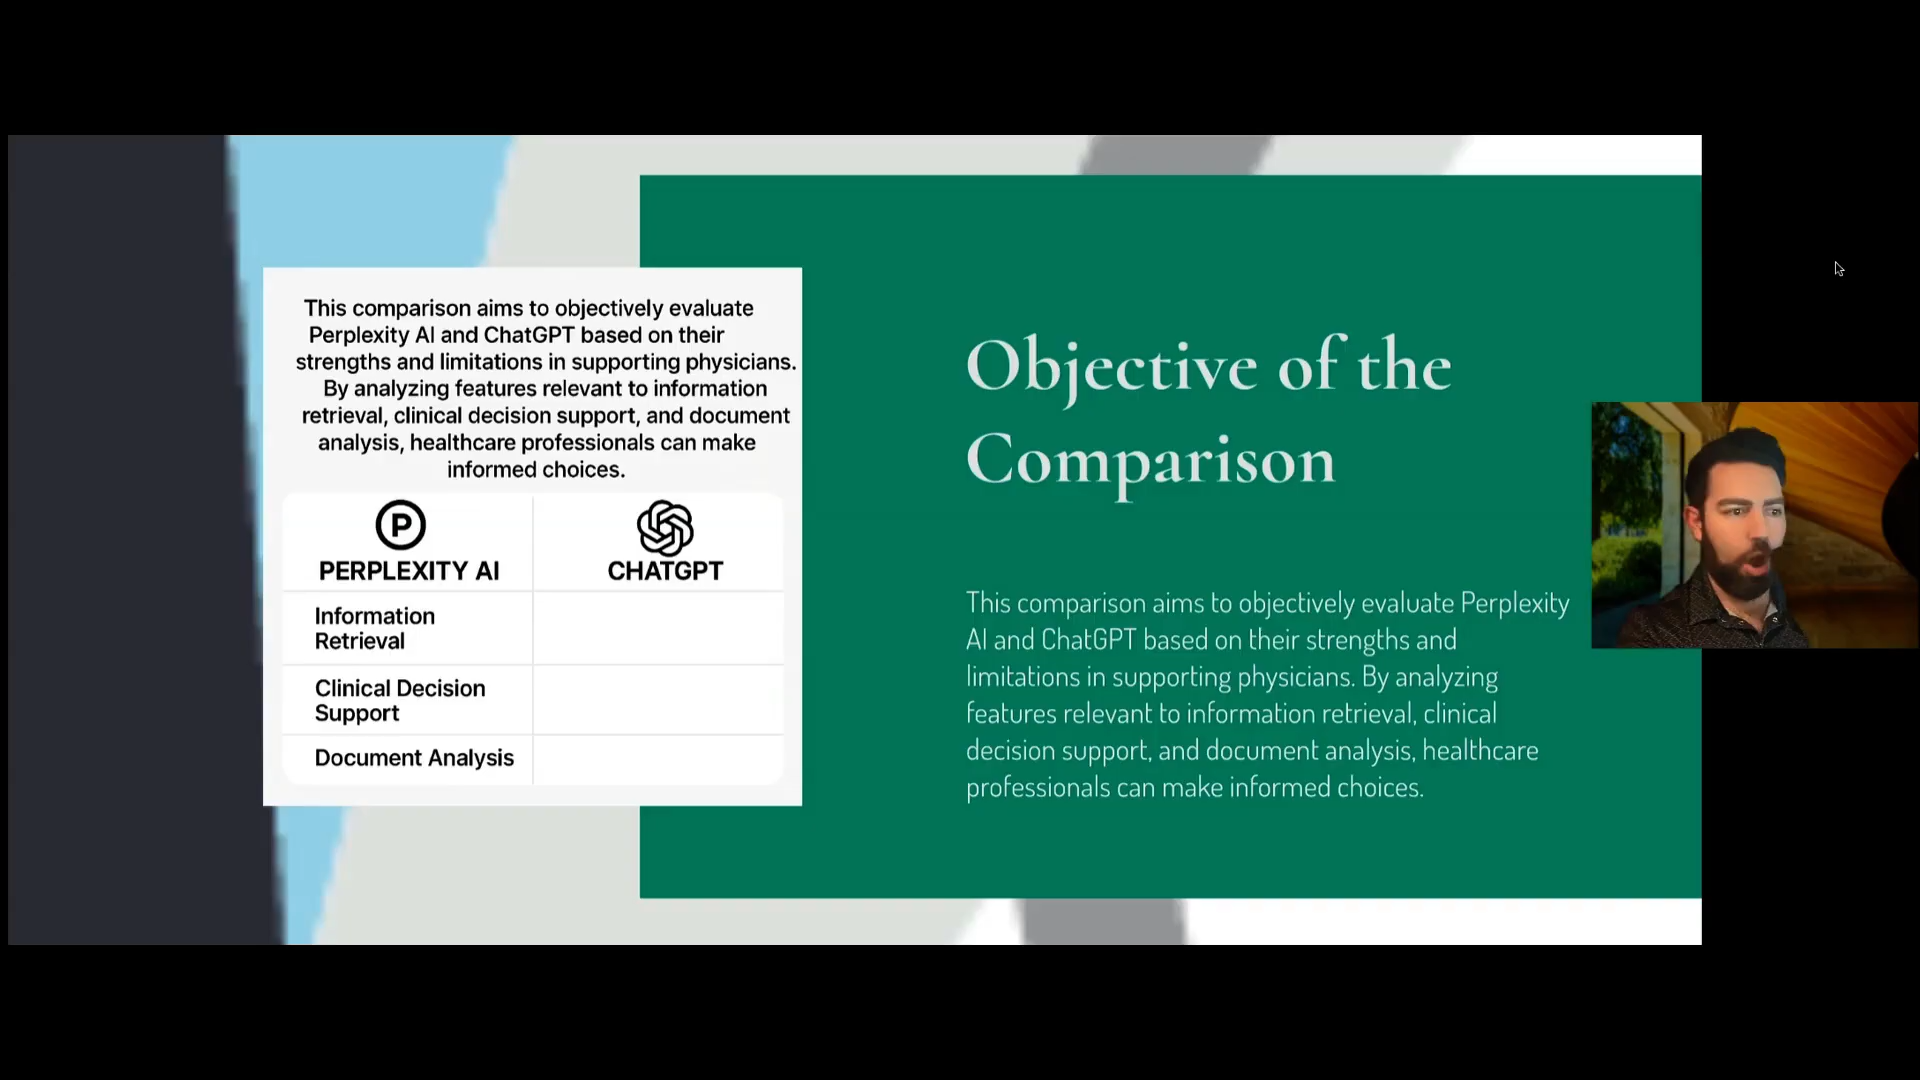 This comparison aims to objectively evaluate
Perplexity AI and ChatGPT based on their
strengths and limitations in supporting physicians.
By analyzing features relevant to information
retrieval, clinical decision support, and document
analysis, healthcare professionals can make
informed choices.
P
PERPLEXITY AI
CHATGPT
Information
Retrieval
Clinical Decision
Support
Document Analysis
Objective of the
Comparison
This comparison aims to objectively evaluate Perplexity
AI and ChatGPT based on their strengths and
limitations in supporting physicians. By analyzing
features relevant to information retrieval, clinical
decision support, and document analysis, healthcare
professionals can make informed choices.